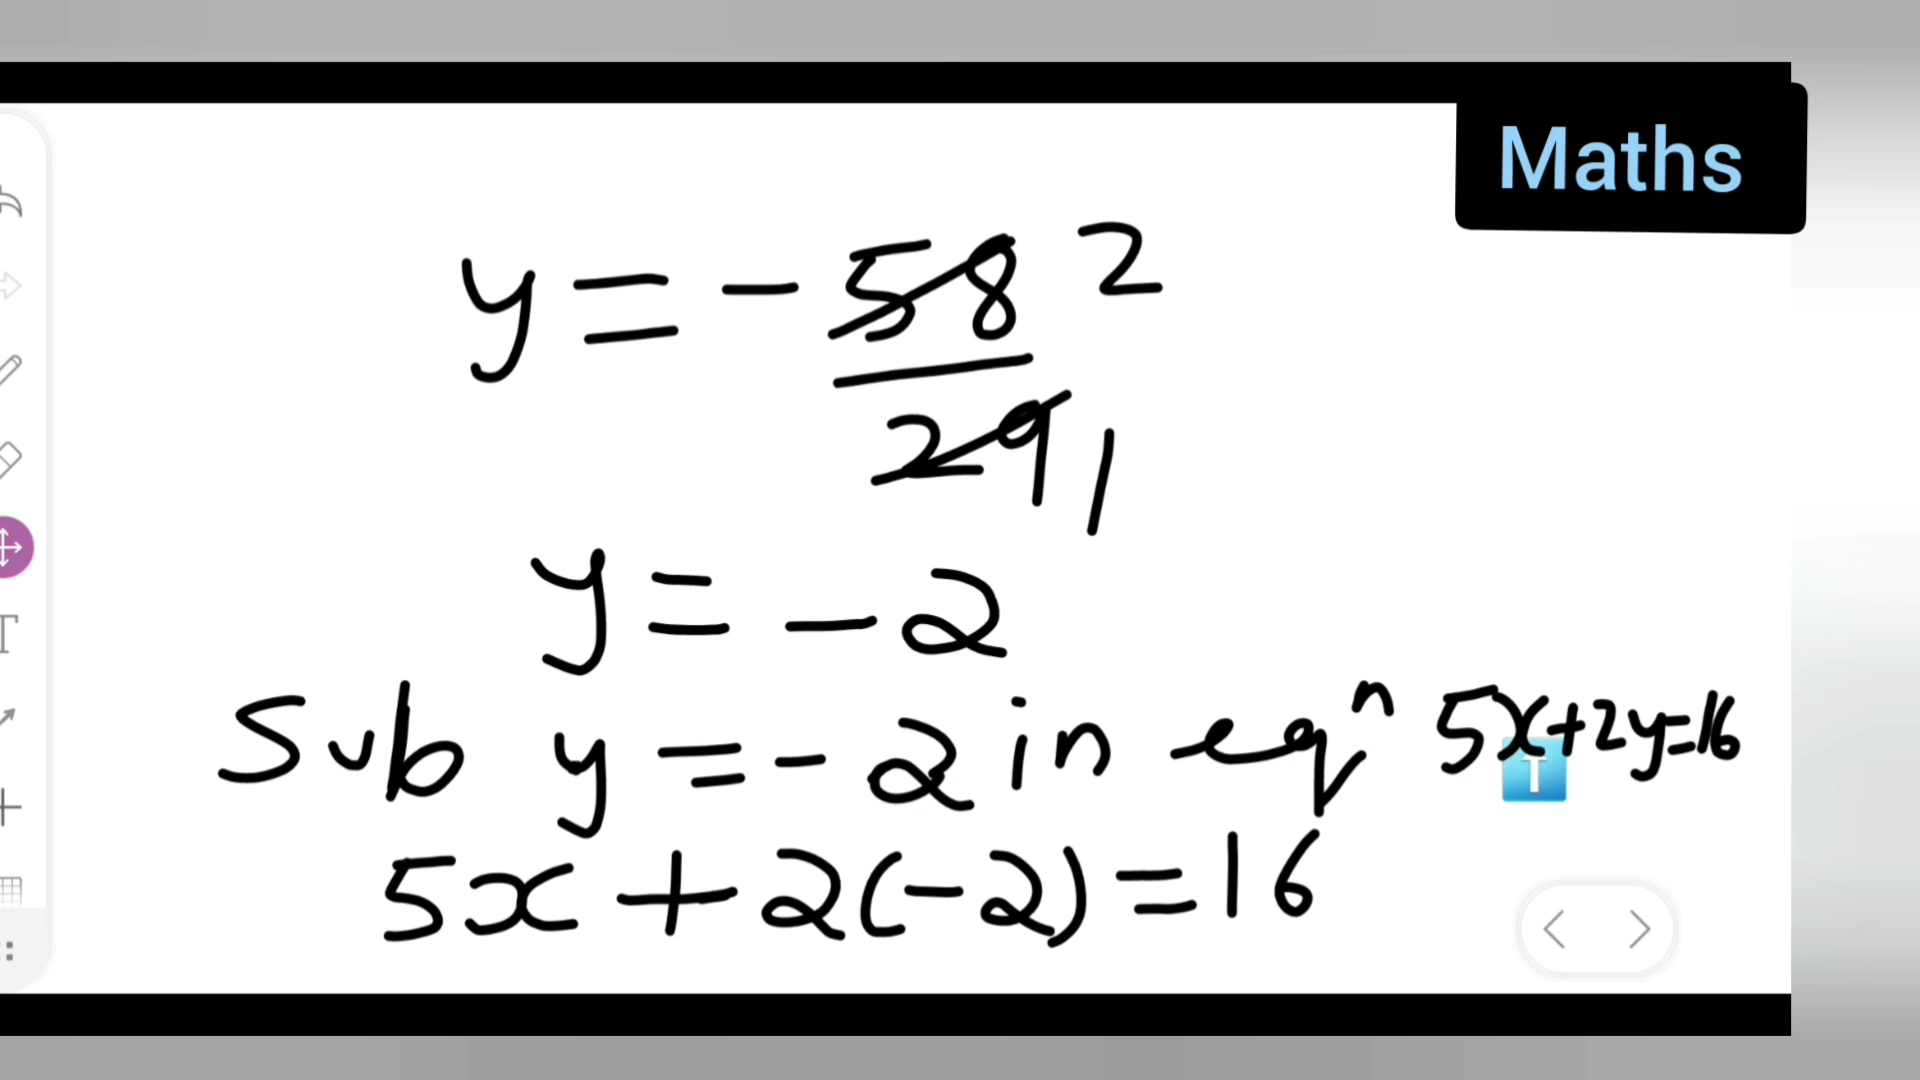 Maths
y = - 58 2
29 1
y = - 2
Sub y = - 2 in eqⁿ 5x+2y=16
T
5x + 2(-2) = 16